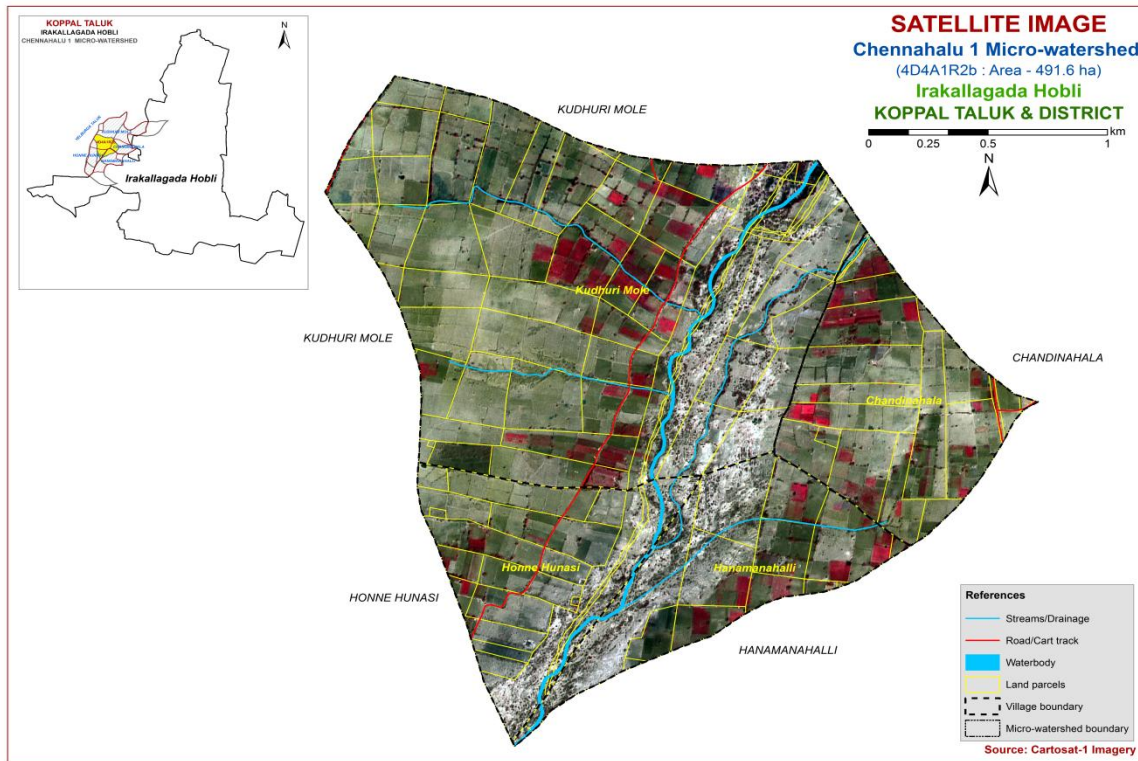 KOPPAL TALUK
IRAKALLAGADA HOBLI
CHENNAHALU 1 MICRO-WATERSHED
N
Irakallagada Hobli
SATELLITE IMAGE
Chennahalu 1 Micro-watershed
(4D4A1R2b : Area - 491.6 ha)
Irakallagada Hobli
KOPPAL TALUK & DISTRICT
0 0.25 0.5 1
km
N
KUDHURI MOLE
Kudhuri Mole
KUDHURI MOLE
CHANDINAHALA
Chandinahala
Honne Hunasi
Hanamanahalli
HONNE HUNASI
HANAMANAHALLI
References
Streams/Drainage
Road/Cart track
Waterbody
Land parcels
Village boundary
Micro-watershed boundary
Source: Cartosat-1 Imagery